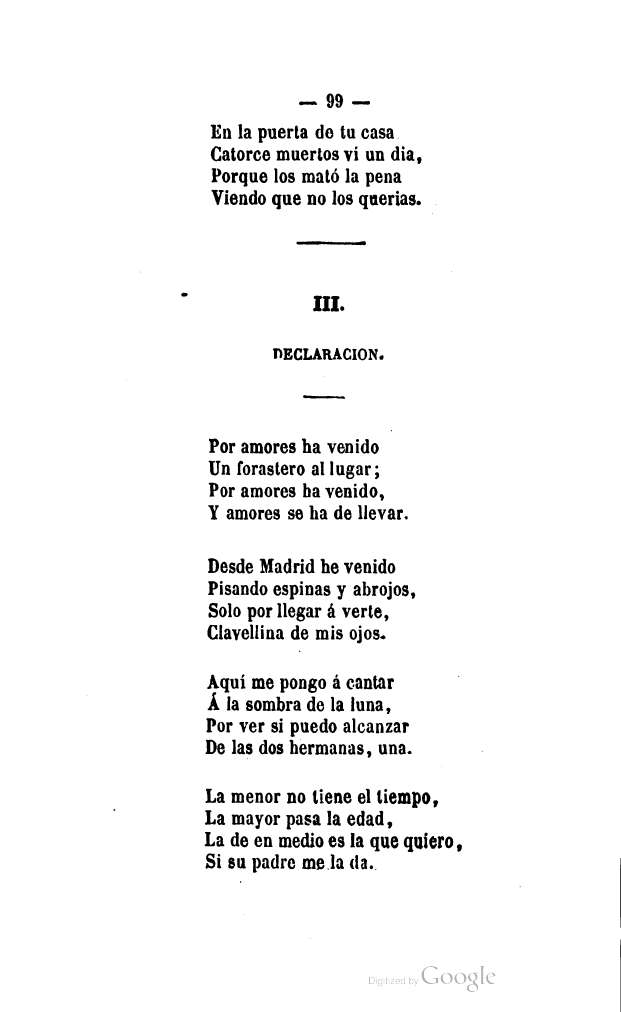 — 99 —
En la puerta de tu casa
Catorce muertos vi un dia,
Porque los mató la pena
Viendo que no los querias.
III.
DECLARACION.
Por amores ha venido
Un forastero al lugar;
Por amores ha venido,
Y amores se ha de llevar.
Desde Madrid he venido
Pisando espinas y abrojos,
Solo por llegar á verte,
Clavellina de mis ojos.
Aquí me pongo á cantar
Á la sombra de la luna,
Por ver si puedo alcanzar
De las dos hermanas, una.
La menor no tiene el tiempo,
La mayor pasa la edad,
La de en medio es la que quiero,
Si su padre me la da.
Digitized by Google